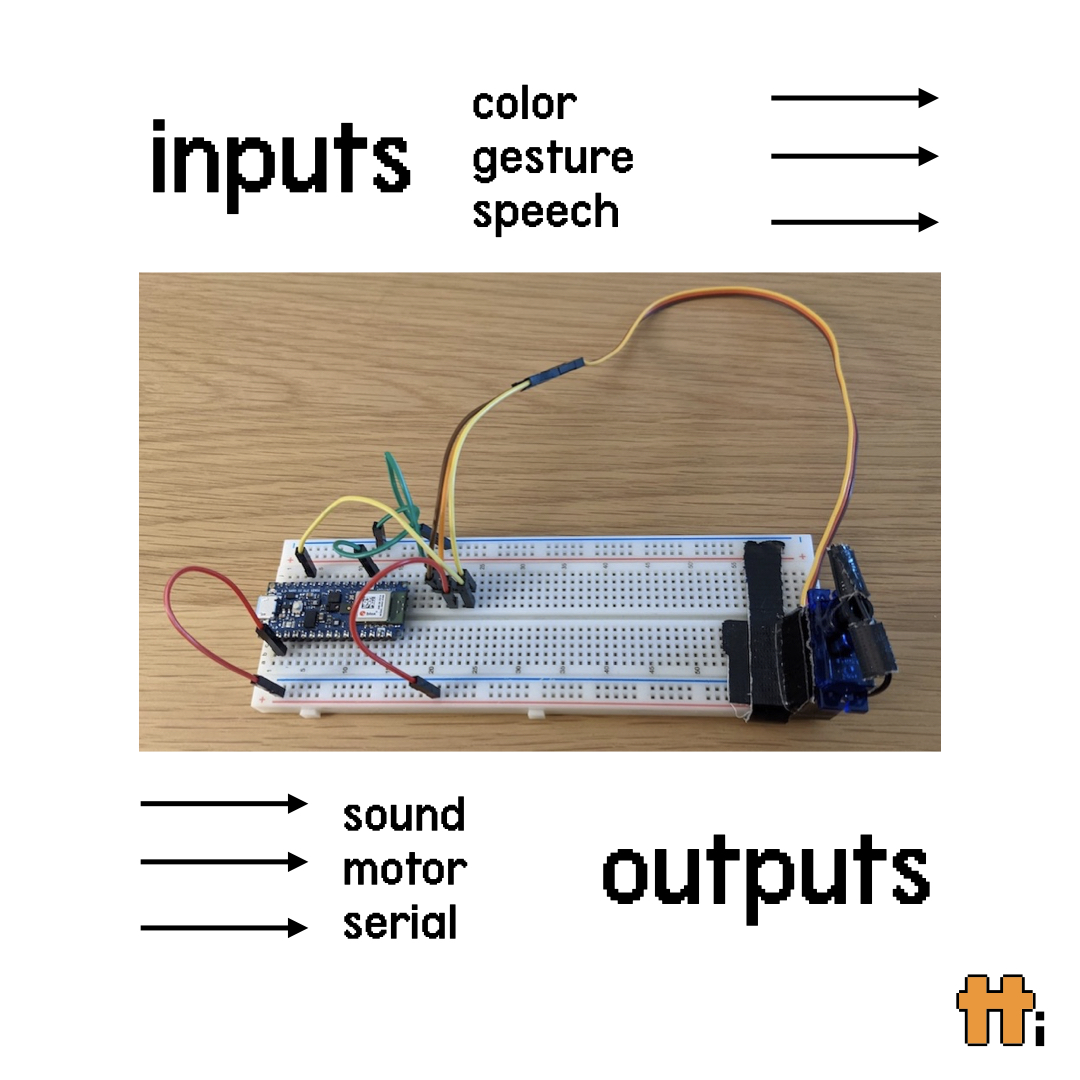 inputs
color
gesture
speech
sound
motor
serial
outputs